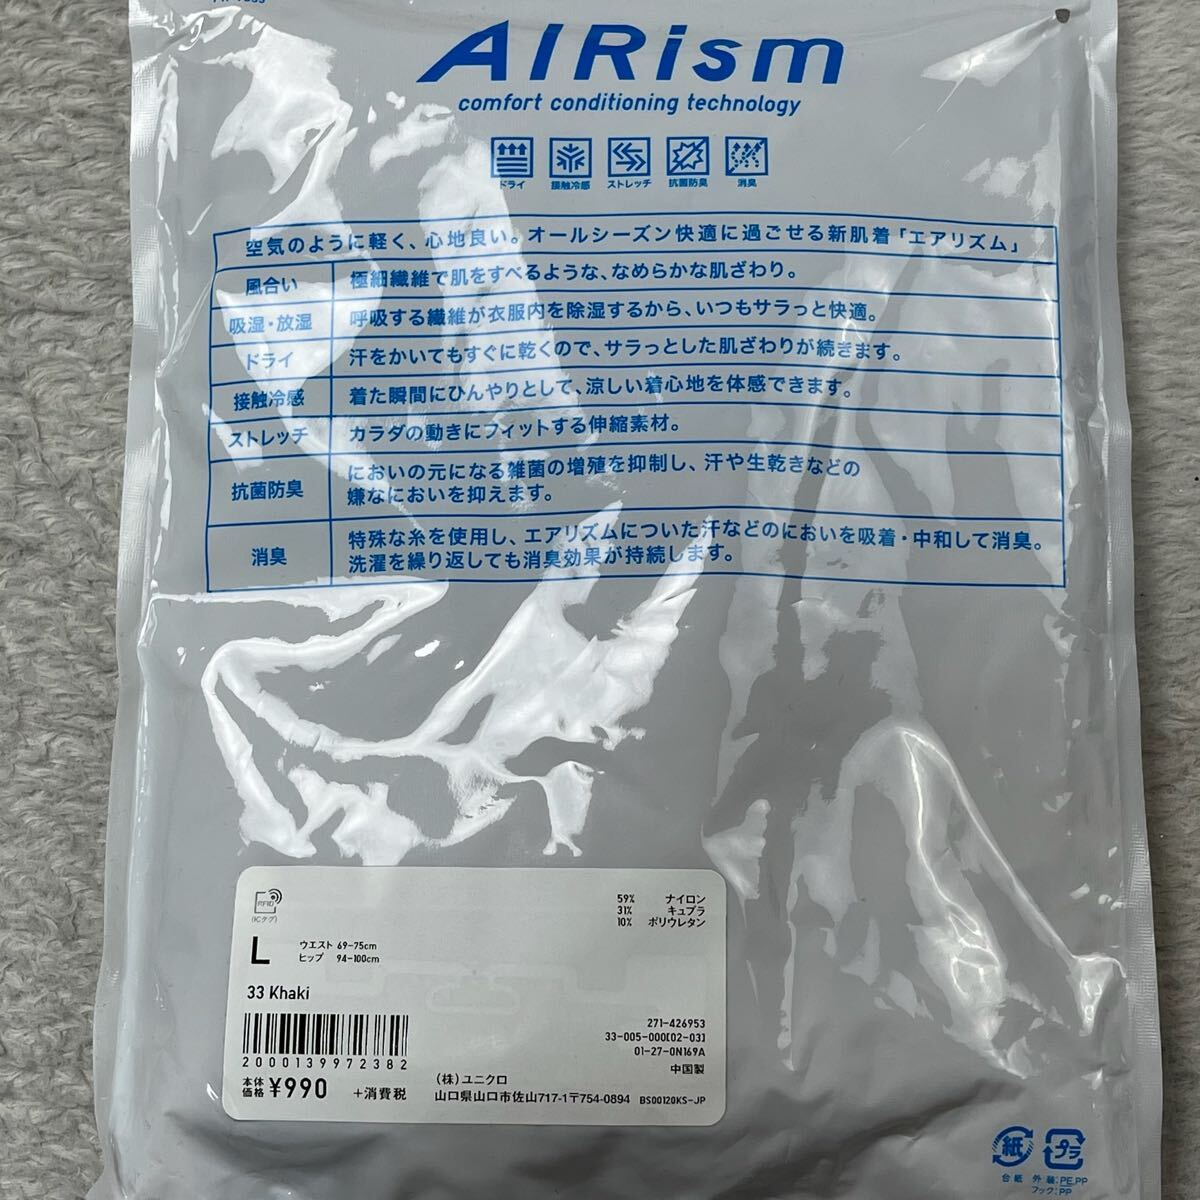 AIRism
comfort conditioning technology
ドライ 接触冷感 ストレッチ 抗菌防臭 消臭
空気のように軽く、心地良い。オールシーズン快適に過ごせる新肌着「エアリズム」
風合い 極細繊維で肌をすべるような、なめらかな肌ざわり。
吸湿・放湿 呼吸する繊維が衣服内を除湿するから、いつもサラっと快適。
ドライ 汗をかいてもすぐに乾くので、サラっとした肌ざわりが続きます。
接触冷感 着た瞬間にひんやりとして、涼しい着心地を体感できます。
ストレッチ カラダの動きにフィットする伸縮素材。
抗菌防臭 においの元になる雑菌の増殖を抑制し、汗や生乾きなどの
嫌なにおいを抑えます。
消臭 特殊な糸を使用し、エアリズムについた汗などのにおいを吸着・中和して消臭。
洗濯を繰り返しても消臭効果が持続します。
RFID
(ICタグ)
59% ナイロン
31% キュプラ
10% ポリウレタン
L
ウエスト 69-75cm
ヒップ 94-100cm
33 Khaki
271-426953
33-005-000[02-03]
01-27-0N169A
中国製
2000139972382
本体価格 ¥990 +消費税
(株)ユニクロ
山口県山口市佐山717-1〒754-0894 BS00120KS-JP
紙 プラ
台紙 外装:PE,PP
フック:PP